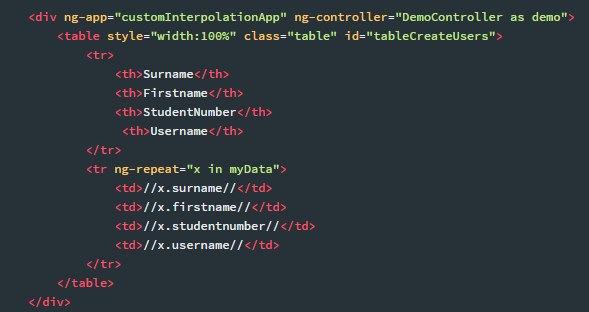 <div ng-app="customInterpolationApp" ng-controller="DemoController as demo">
<table style="width:100%" class="table" id="tableCreateUsers">
<tr>
<th>Surname</th>
<th>Firstname</th>
<th>StudentNumber</th>
<th>Username</th>
</tr>
<tr ng-repeat="x in myData">
<td>//x.surname//</td>
<td>//x.firstname//</td>
<td>//x.studentnumber//</td>
<td>//x.username//</td>
</tr>
</table>
</div>